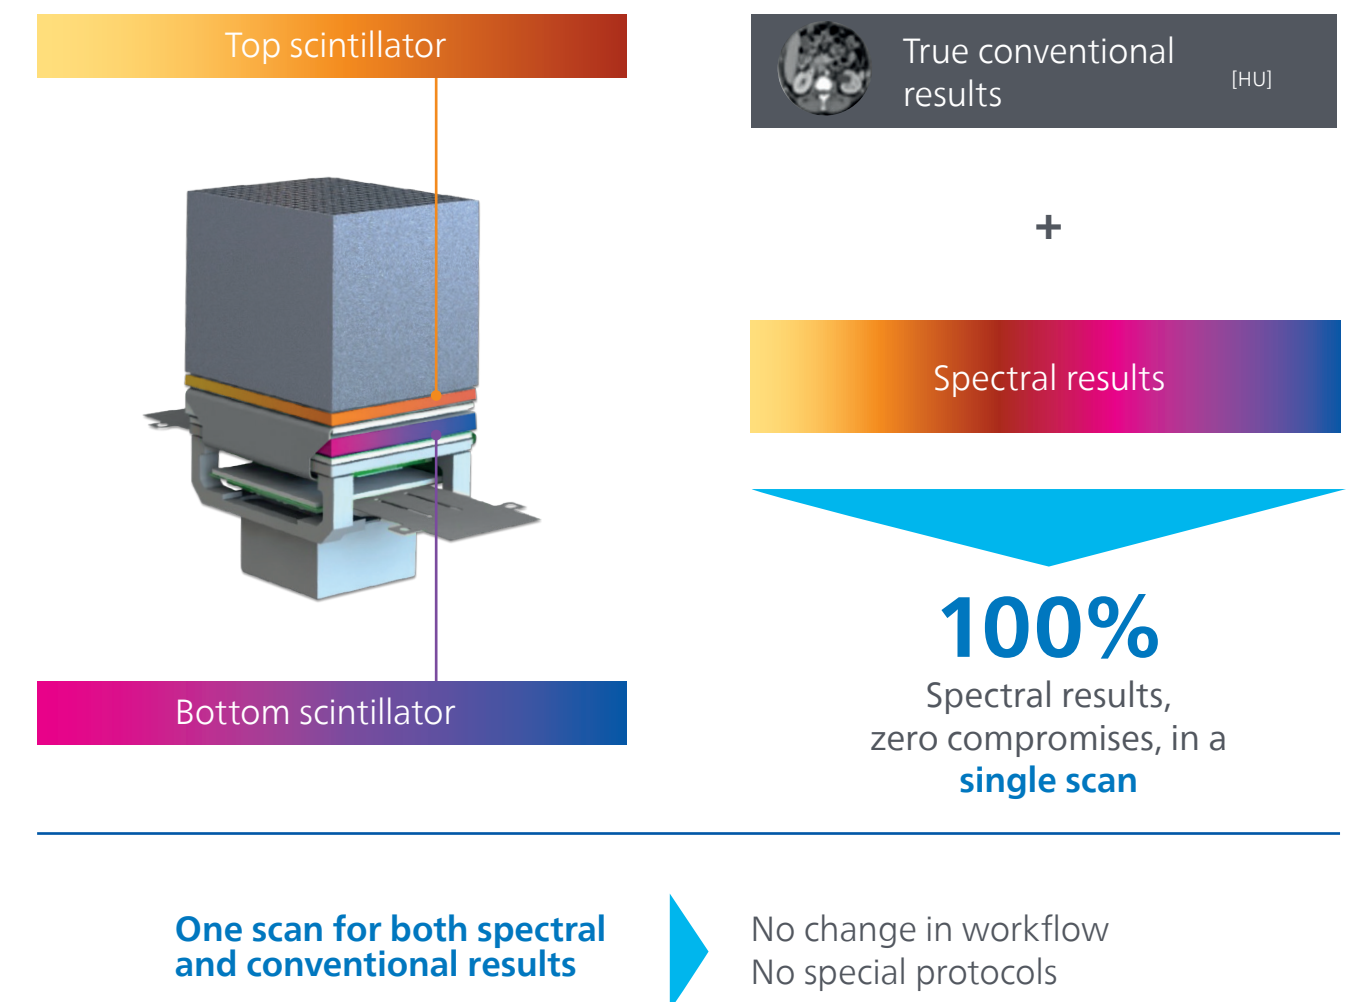 Top scintillator
Bottom scintillator
True conventional
results
[HU]
+
Spectral results
100%
Spectral results,
zero compromises, in a
single scan
One scan for both spectral
and conventional results
No change in workflow
No special protocols